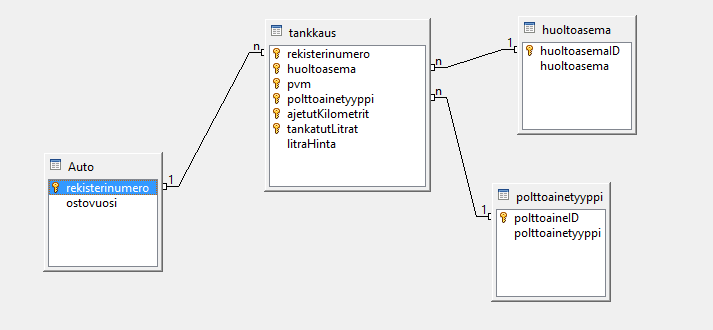 tankkaus
rekisterinumero
huoltoasema
pvm
polttoainetyyppi
ajetutKilometrit
tankatutLitrat
litraHinta
huoltoasema
huoltoasemaID
huoltoasema
Auto
rekisterinumero
ostovuosi
polttoainetyyppi
polttoaineID
polttoainetyyppi
n
1
n
1
n
1